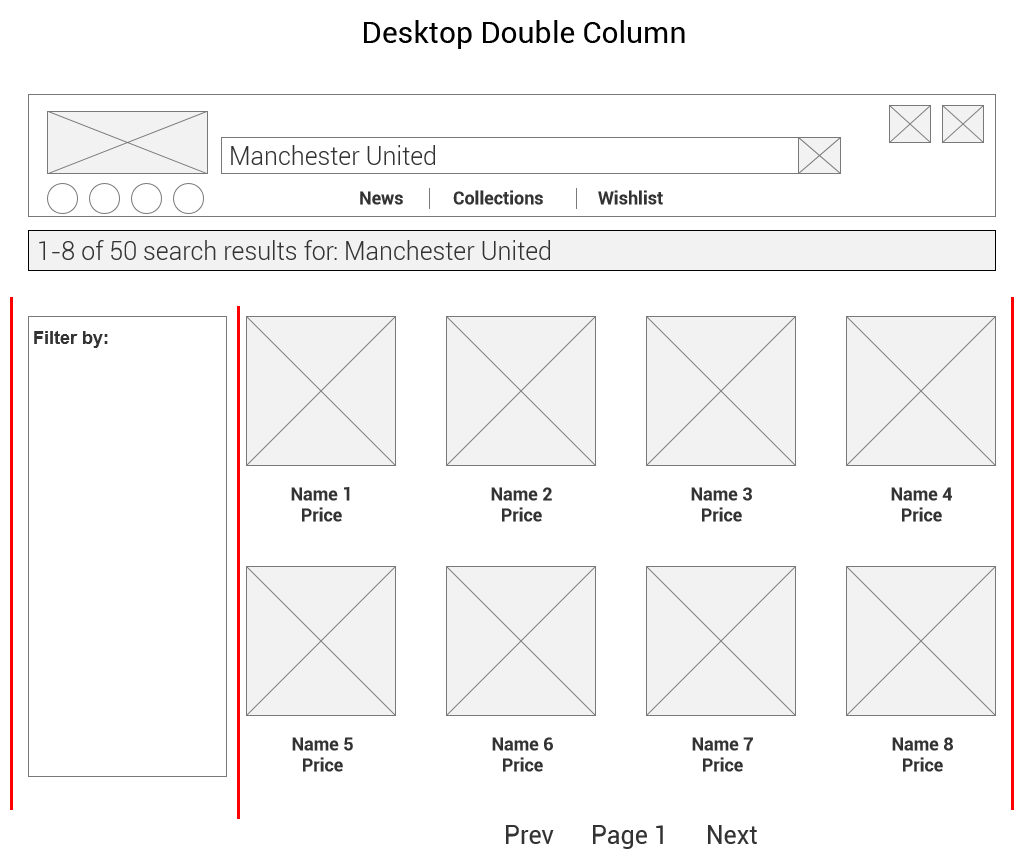 Desktop Double Column
Manchester United
News Collections Wishlist
1-8 of 50 search results for: Manchester United
Filter by:
Name 1 Name 2 Name 3 Name 4
Price Price Price Price
Name 5 Name 6 Name 7 Name 8
Price Price Price Price
Prev Page 1 Next